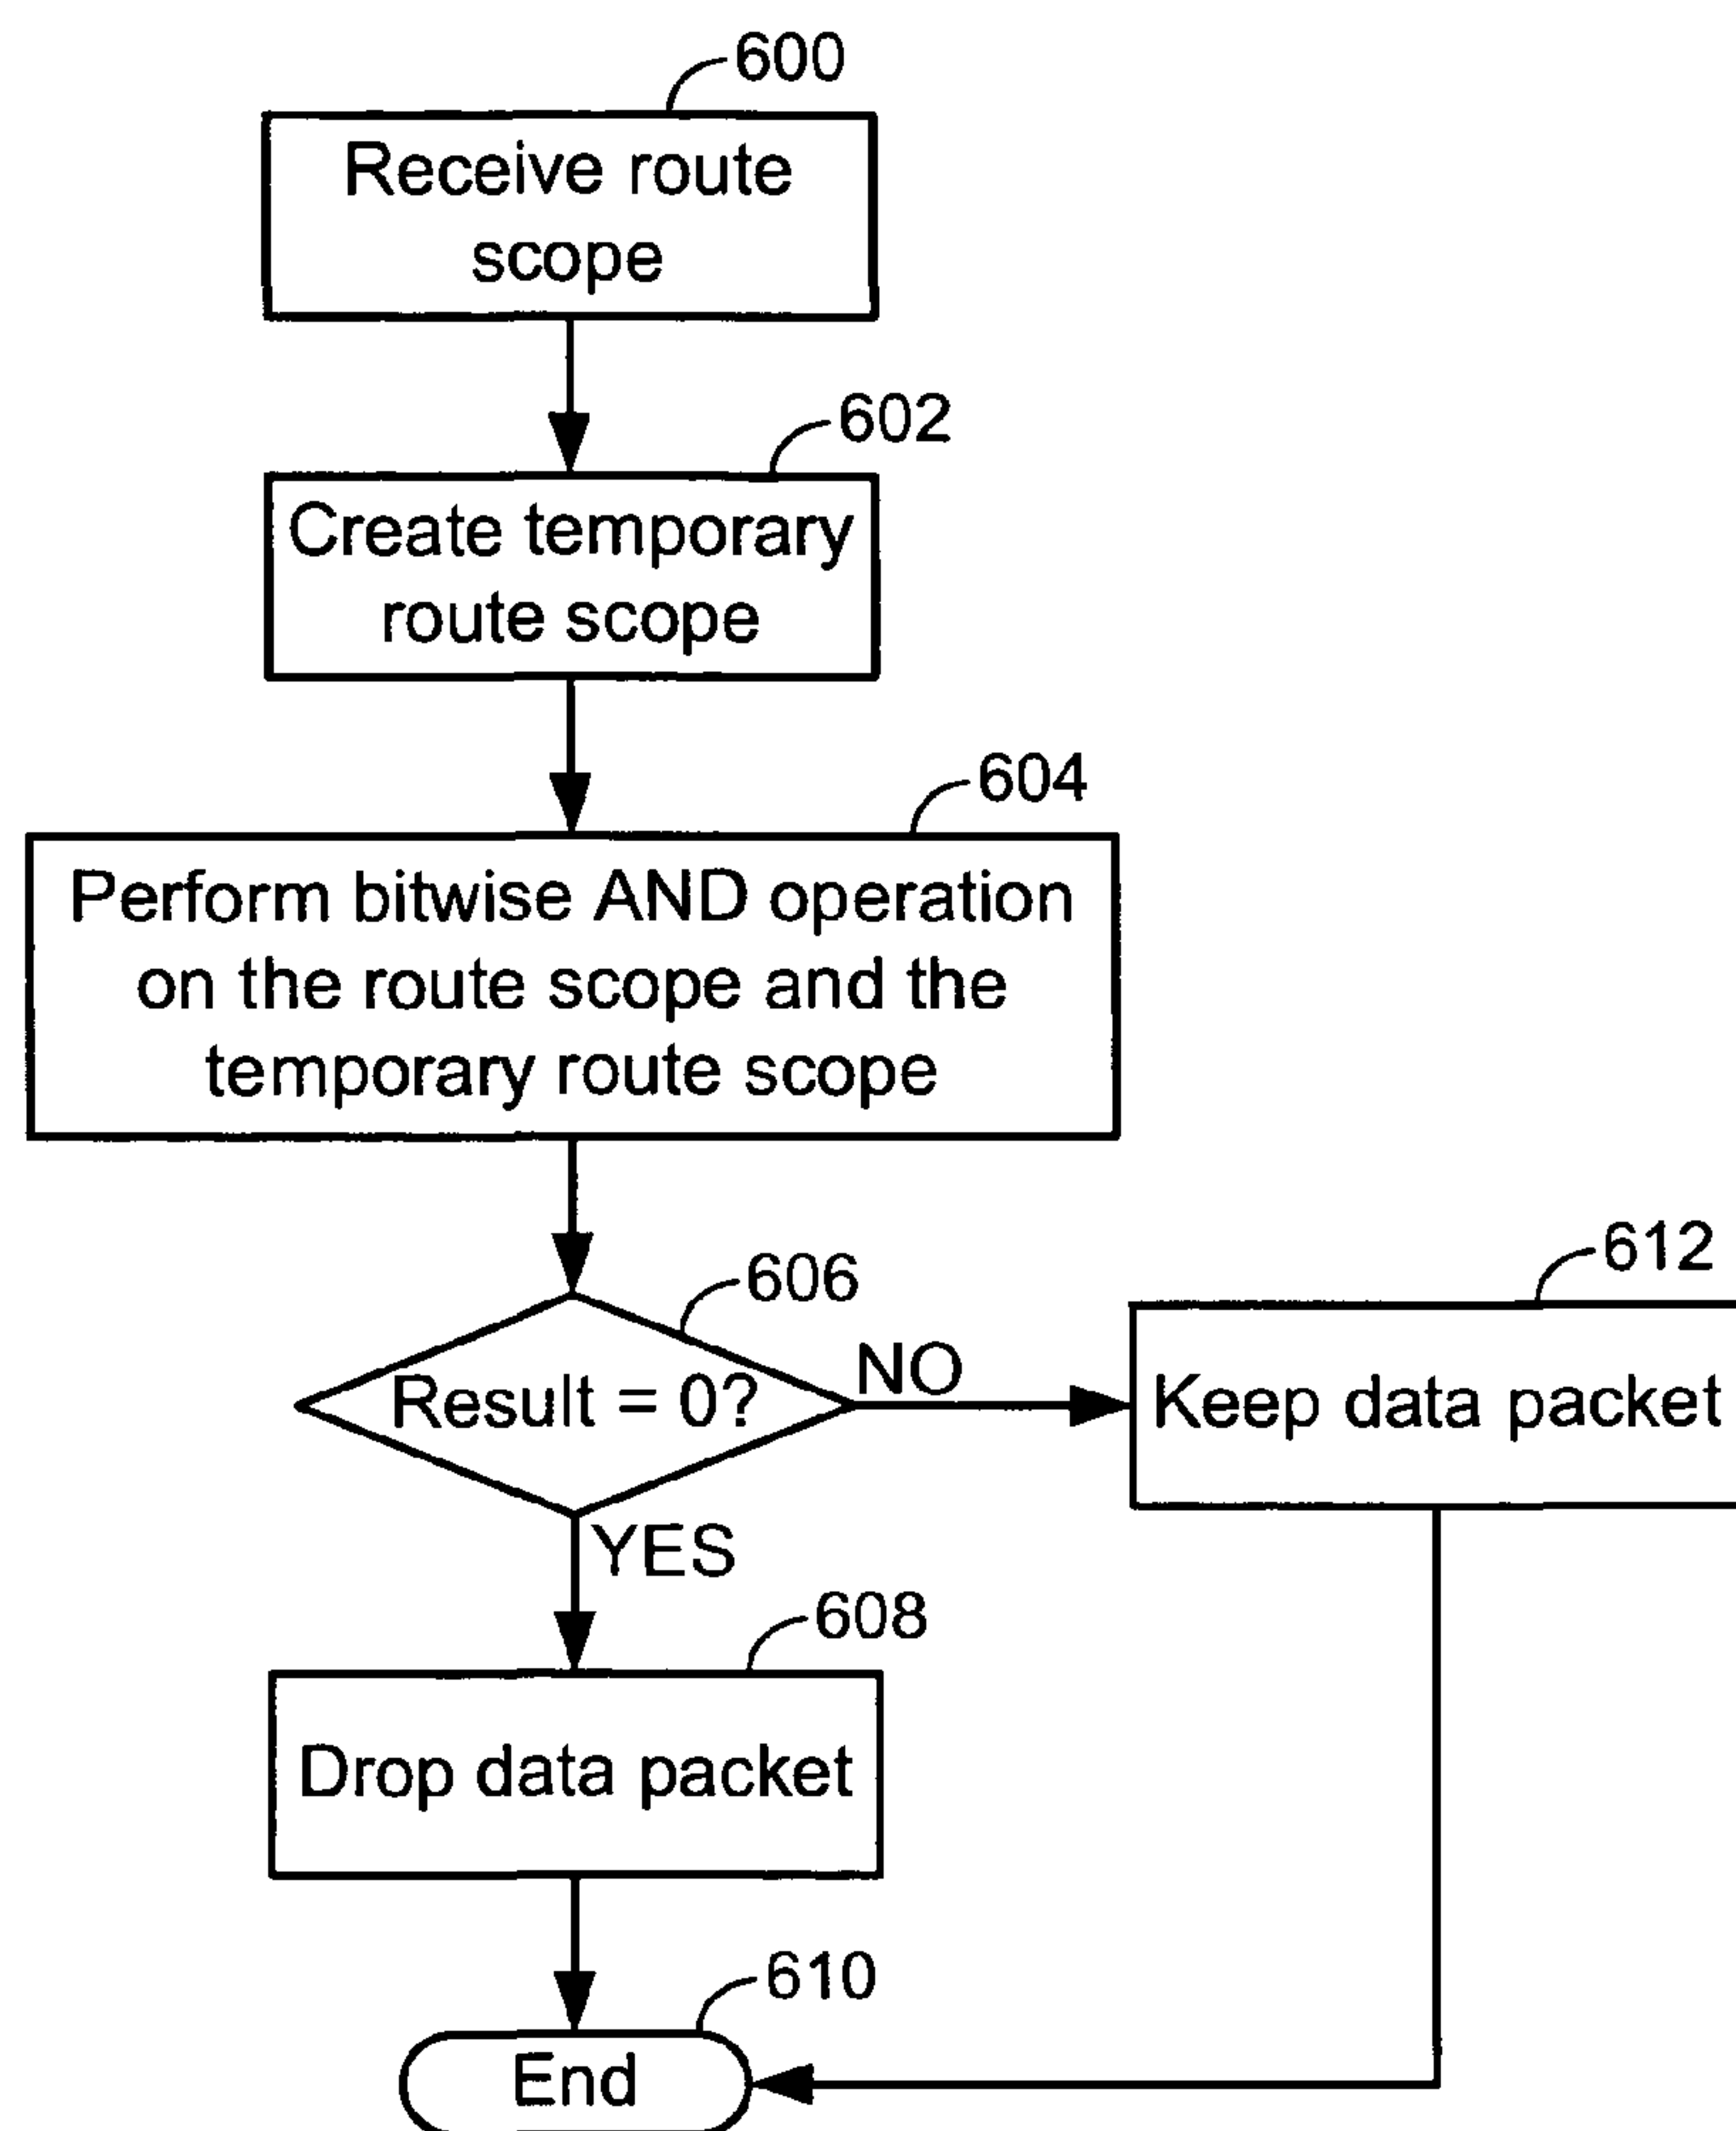 600
Receive route
scope
602
Create temporary
route scope
604
Perform bitwise AND operation
on the route scope and the
temporary route scope
606
Result = 0?
NO
612
Keep data packet
YES
608
Drop data packet
610
End